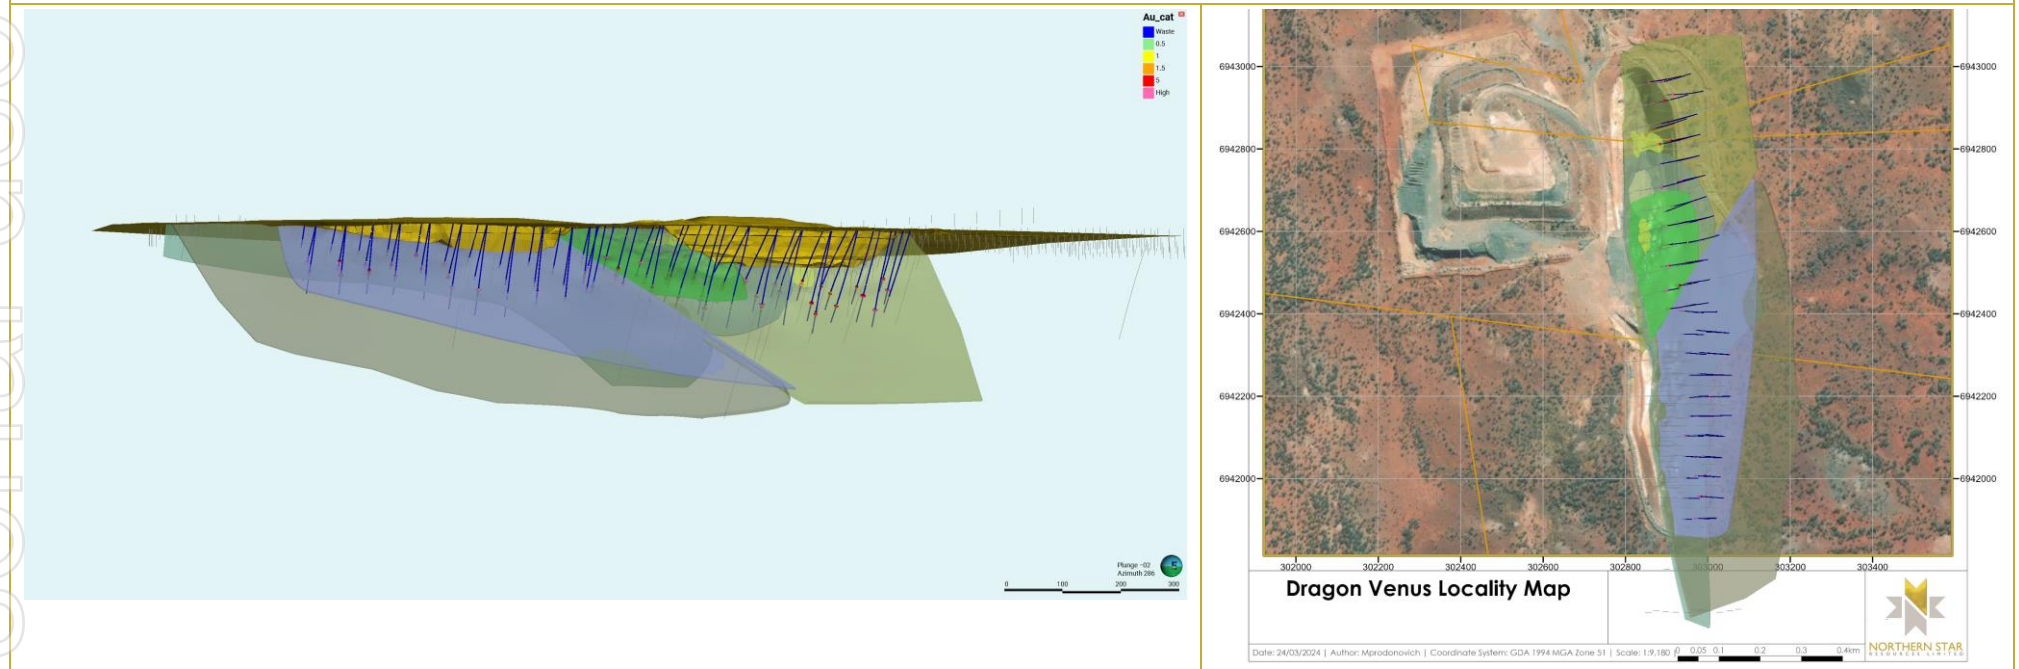 Au_cat
Waste
0.5
1
1.5
5
High
Plunge -02
Azimuth 286
0 100 200 300
6943000 6943000
6942800 6942800
6942600 6942600
6942400 6942400
6942200 6942200
6942000 6942000
302000 302200 302400 302600 302800 303000 303200 303400
Dragon Venus Locality Map
NORTHERN STAR
RESOURCES LIMITED
Date: 24/03/2024 | Author: Mprodonovich | Coordinate System: GDA 1994 MGA Zone 51 | Scale: 1:9,180 | 0 0.05 0.1 0.2 0.3 0.4km